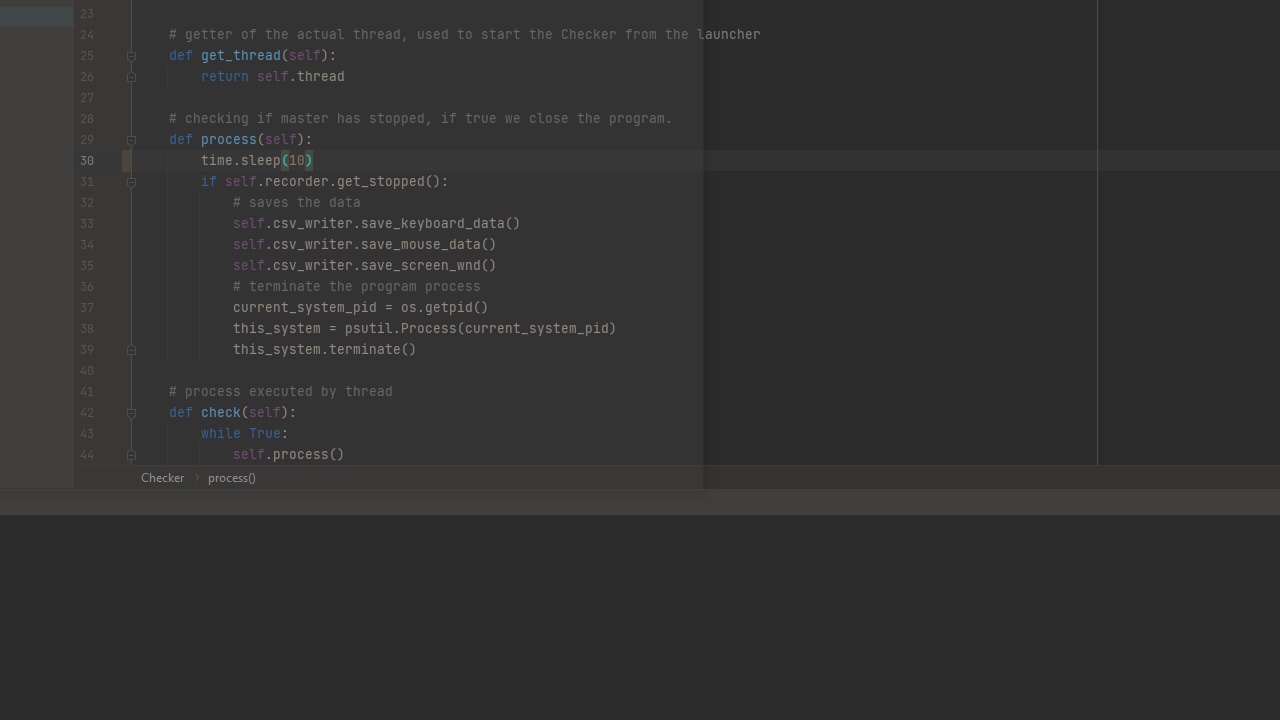 23
24 # getter of the actual thread, used to start the Checker from the launcher
25 def get_thread(self):
26 return self.thread
27
28 # checking if master has stopped, if true we close the program.
29 def process(self):
30 time.sleep(10)
31 if self.recorder.get_stopped():
32 # saves the data
33 self.csv_writer.save_keyboard_data()
34 self.csv_writer.save_mouse_data()
35 self.csv_writer.save_screen_wnd()
36 # terminate the program process
37 current_system_pid = os.getpid()
38 this_system = psutil.Process(current_system_pid)
39 this_system.terminate()
40
41 # process executed by thread
42 def check(self):
43 while True:
44 self.process()
Checker › process()